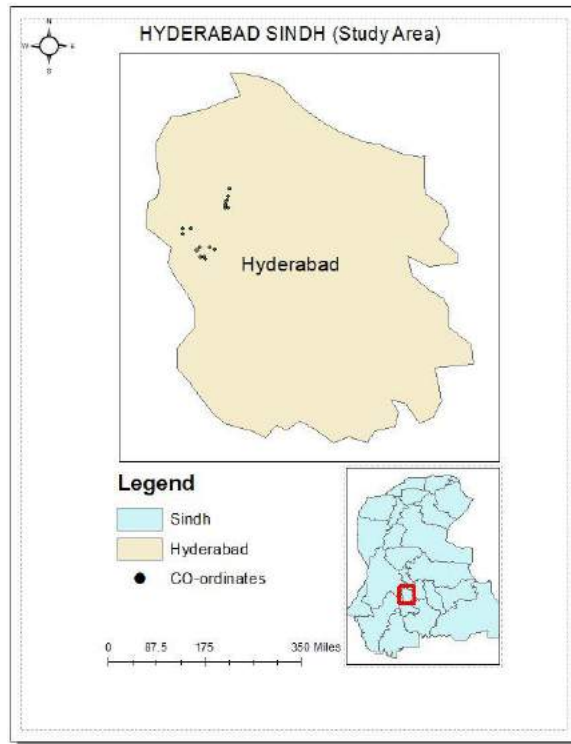 N
W
E
S
HYDERABAD SINDH (Study Area)
Hyderabad
Legend
Sindh
Hyderabad
CO-ordinates
0 87.5 175 350 Miles